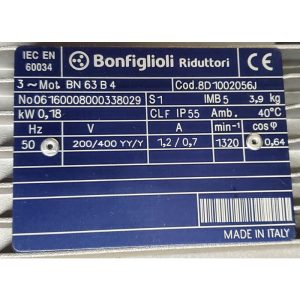 IEC EN 60034
Bonfiglioli Riduttori CE
3~Mot. BN 63 B 4 Cod. 8D1002056J
No 06160008000338029 S1 IMB5 3,9 kg
kW 0,18 CLF IP55 Amb. 40°C
Hz V A min-1 cosφ
50 200/400 YY/Y 1,2/0,7 1320 0,64
MADE IN ITALY